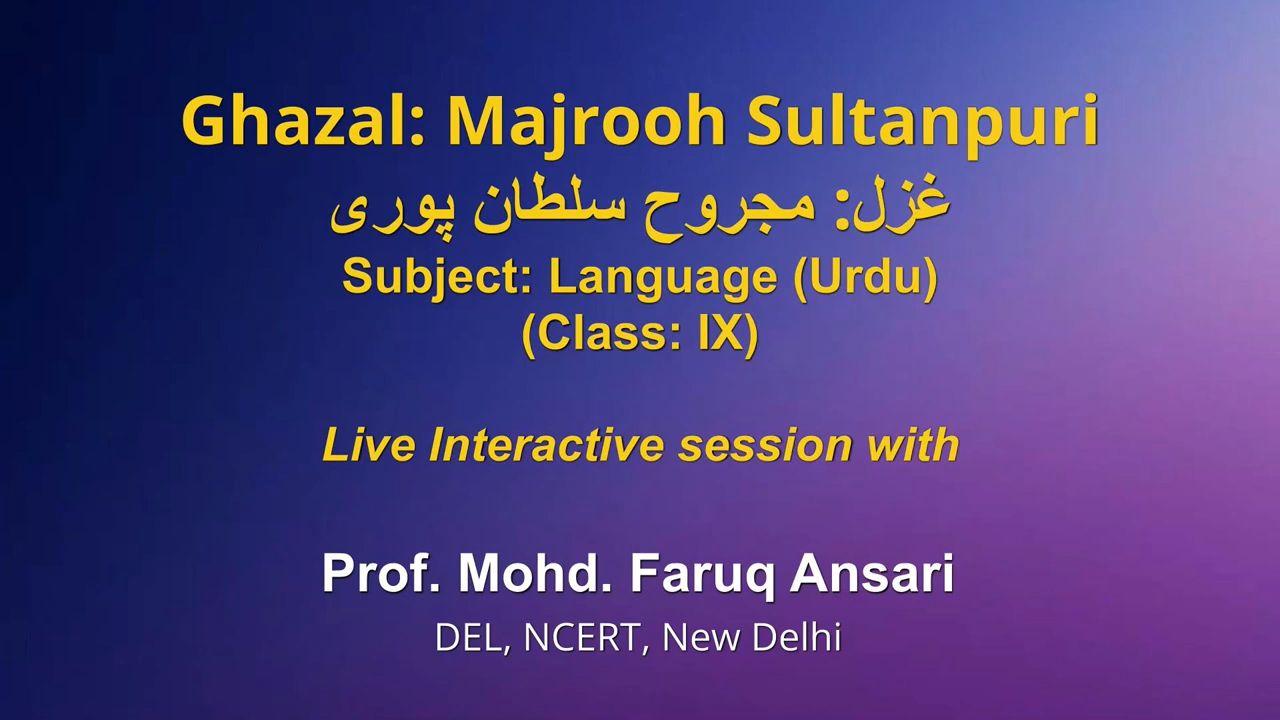 Ghazal: Majrooh Sultanpuri
غزل: مجروح سلطان پوری
Subject: Language (Urdu)
(Class: IX)
Live Interactive session with
Prof. Mohd. Faruq Ansari
DEL, NCERT, New Delhi